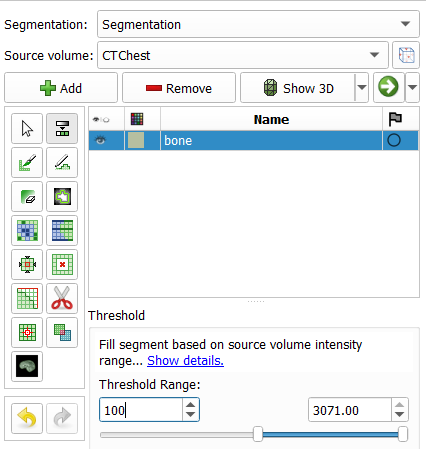 Segmentation: Segmentation
Source volume: CTChest
Add Remove Show 3D
Name
bone
Threshold
Fill segment based on source volume intensity
range... Show details.
Threshold Range:
100 3071.00